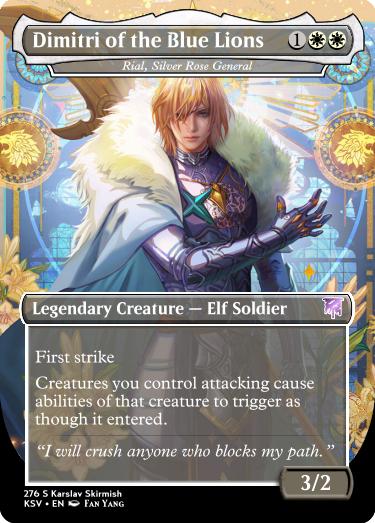 Dimitri of the Blue Lions 1
Rial, Silver Rose General
Legendary Creature — Elf Soldier
First strike
Creatures you control attacking cause
abilities of that creature to trigger as
though it entered.
“I will crush anyone who blocks my path.”
3/2
276 S Karslav Skirmish
KSV • EN Fan Yang